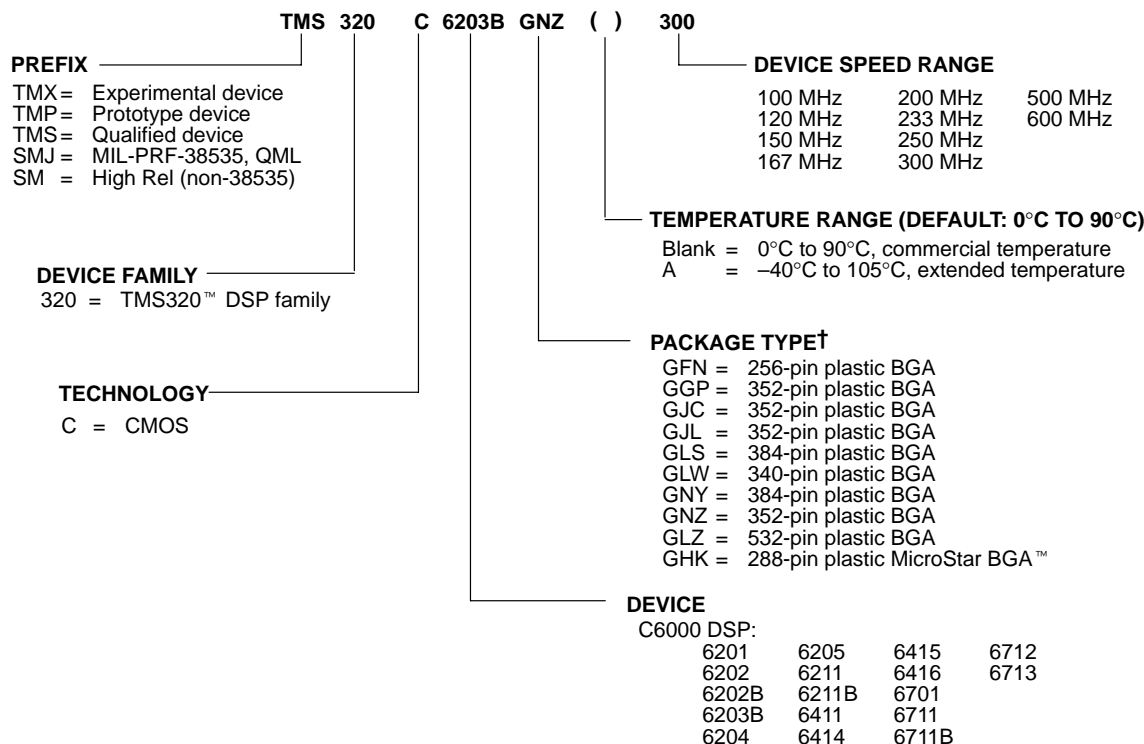 TMS 320 C 6203B GNZ ( ) 300
PREFIX
TMX = Experimental device
TMP = Prototype device
TMS = Qualified device
SMJ = MIL-PRF-38535, QML
SM = High Rel (non-38535)
DEVICE SPEED RANGE
100 MHz 200 MHz 500 MHz
120 MHz 233 MHz 600 MHz
150 MHz 250 MHz
167 MHz 300 MHz
TEMPERATURE RANGE (DEFAULT: 0°C TO 90°C)
Blank = 0°C to 90°C, commercial temperature
A = –40°C to 105°C, extended temperature
DEVICE FAMILY
320 = TMS320™ DSP family
PACKAGE TYPE†
GFN = 256-pin plastic BGA
GGP = 352-pin plastic BGA
GJC = 352-pin plastic BGA
GJL = 352-pin plastic BGA
GLS = 384-pin plastic BGA
GLW = 340-pin plastic BGA
GNY = 384-pin plastic BGA
GNZ = 352-pin plastic BGA
GLZ = 532-pin plastic BGA
GHK = 288-pin plastic MicroStar BGA™
TECHNOLOGY
C = CMOS
DEVICE
C6000 DSP:
6201 6205 6415 6712
6202 6211 6416 6713
6202B 6211B 6701
6203B 6411 6711
6204 6414 6711B